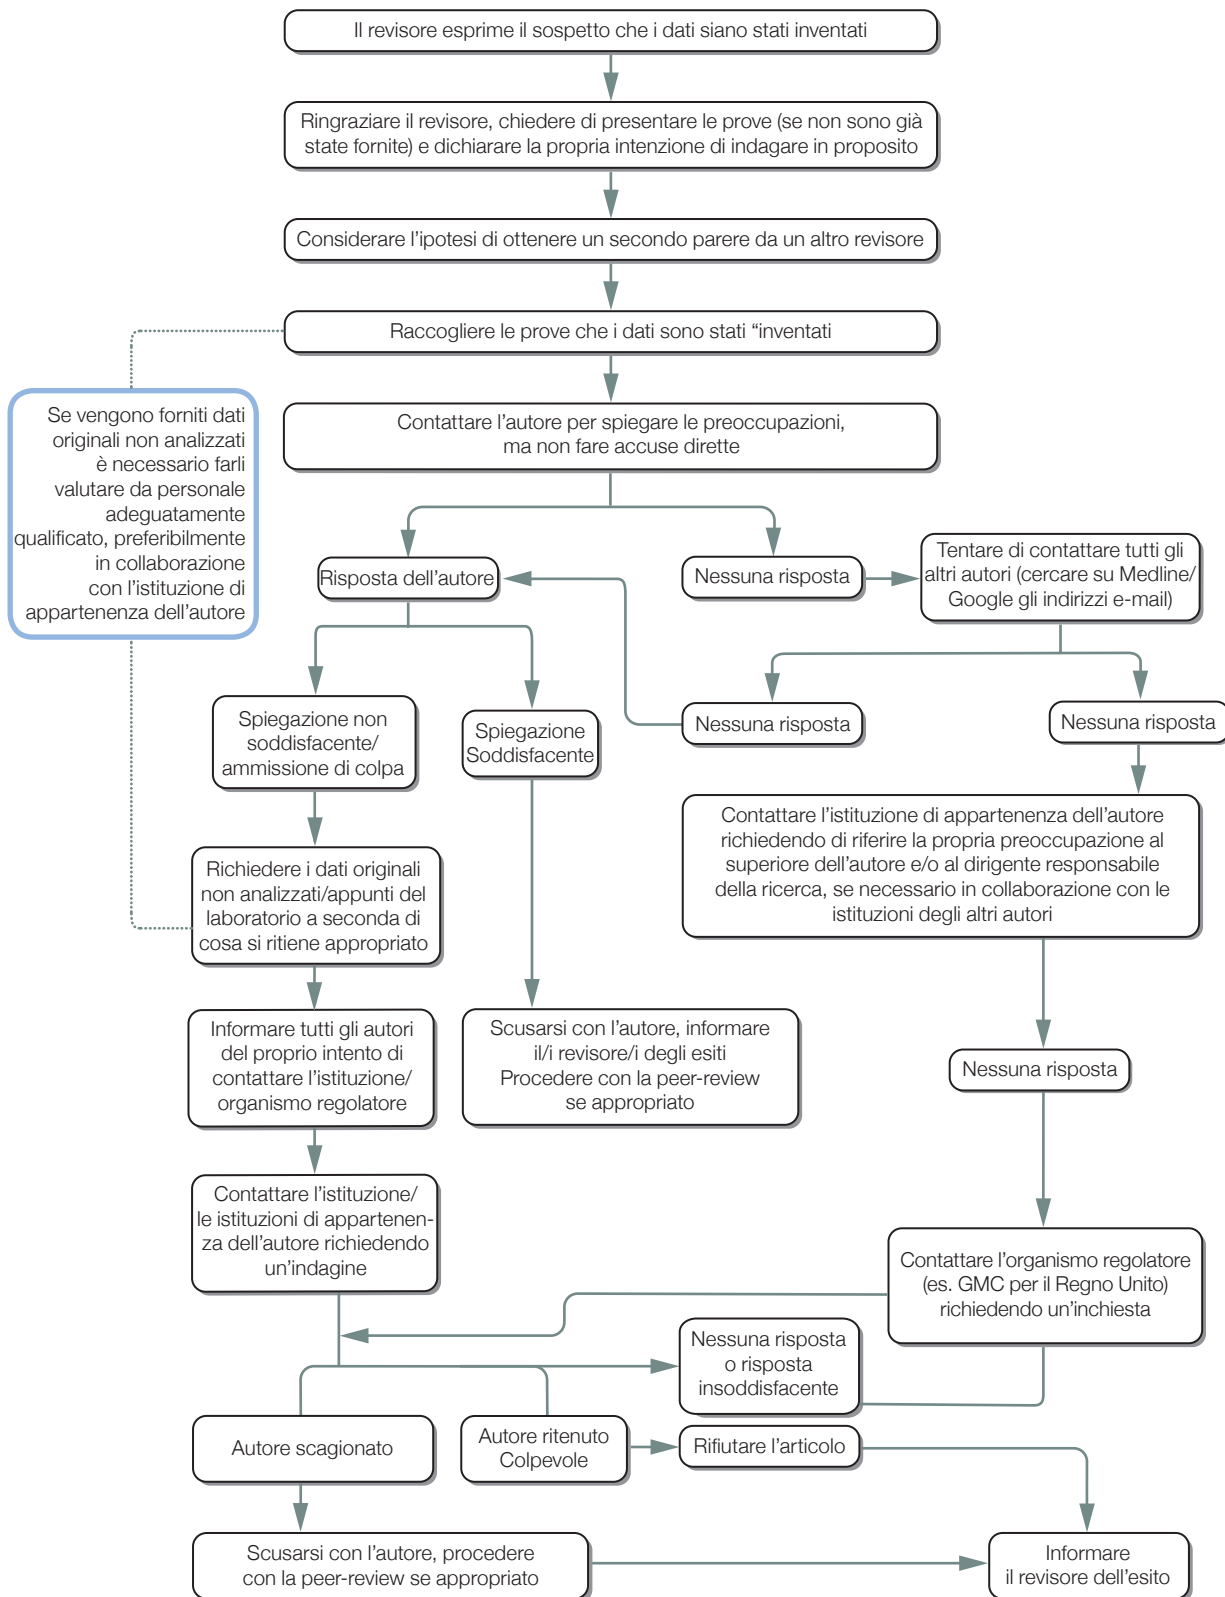 Il revisore esprime il sospetto che i dati siano stati inventati
Ringraziare il revisore, chiedere di presentare le prove (se non sono già
state fornite) e dichiarare la propria intenzione di indagare in proposito
Considerare l'ipotesi di ottenere un secondo parere da un altro revisore
Raccogliere le prove che i dati sono stati “inventati
Se vengono forniti dati
originali non analizzati
è necessario farli
valutare da personale
adeguatamente
qualificato, preferibilmente
in collaborazione
con l'istituzione di
appartenenza dell'autore
Contattare l'autore per spiegare le preoccupazioni,
ma non fare accuse dirette
Risposta dell'autore
Nessuna risposta
Tentare di contattare tutti gli
altri autori (cercare su Medline/
Google gli indirizzi e-mail)
Spiegazione non
soddisfacente/
ammissione di colpa
Spiegazione
Soddisfacente
Nessuna risposta
Nessuna risposta
Contattare l'istituzione di appartenenza dell'autore
richiedendo di riferire la propria preoccupazione al
superiore dell'autore e/o al dirigente responsabile
della ricerca, se necessario in collaborazione con le
istituzioni degli altri autori
Richiedere i dati originali
non analizzati/appunti del
laboratorio a seconda di
cosa si ritiene appropriato
Informare tutti gli autori
del proprio intento di
contattare l'istituzione/
organismo regolatore
Scusarsi con l'autore, informare
il/i revisore/i degli esiti
Procedere con la peer-review
se appropriato
Nessuna risposta
Contattare l'istituzione/
le istituzioni di appartenen-
za dell'autore richiedendo
un'indagine
Contattare l'organismo regolatore
(es. GMC per il Regno Unito)
richiedendo un'inchiesta
Nessuna risposta
o risposta
insoddisfacente
Autore scagionato
Autore ritenuto
Colpevole
Rifiutare l'articolo
Scusarsi con l'autore, procedere
con la peer-review se appropriato
Informare
il revisore dell'esito